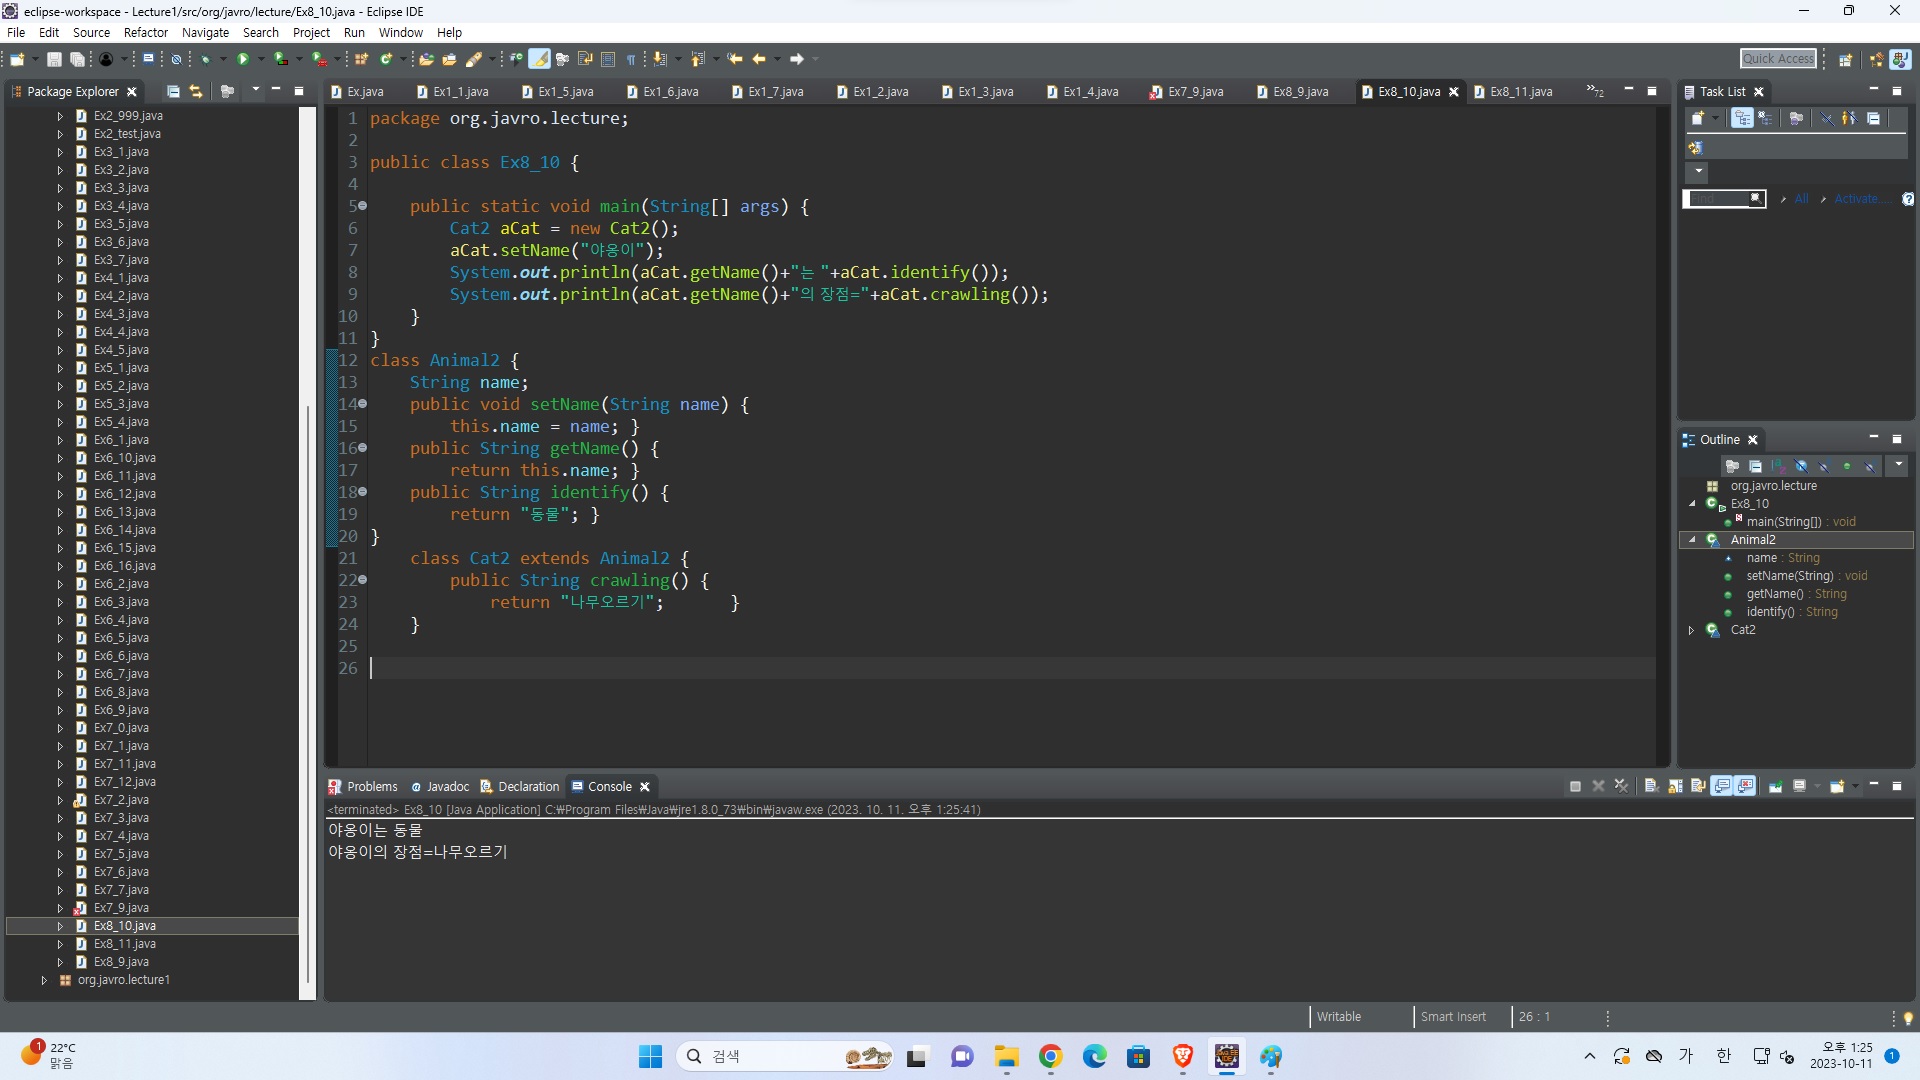 eclipse-workspace - Lecture1/src/org/javro/lecture/Ex8_10.java - Eclipse IDE
File Edit Source Refactor Navigate Search Project Run Window Help
Quick Access
Package Explorer
Ex2_999.java
Ex2_test.java
Ex3_1.java
Ex3_2.java
Ex3_3.java
Ex3_4.java
Ex3_5.java
Ex3_6.java
Ex3_7.java
Ex4_1.java
Ex4_2.java
Ex4_3.java
Ex4_4.java
Ex4_5.java
Ex5_1.java
Ex5_2.java
Ex5_3.java
Ex5_4.java
Ex6_1.java
Ex6_10.java
Ex6_11.java
Ex6_12.java
Ex6_13.java
Ex6_14.java
Ex6_15.java
Ex6_16.java
Ex6_2.java
Ex6_3.java
Ex6_4.java
Ex6_5.java
Ex6_6.java
Ex6_7.java
Ex6_8.java
Ex6_9.java
Ex7_0.java
Ex7_1.java
Ex7_11.java
Ex7_12.java
Ex7_2.java
Ex7_3.java
Ex7_4.java
Ex7_5.java
Ex7_6.java
Ex7_7.java
Ex7_9.java
Ex8_10.java
Ex8_11.java
Ex8_9.java
org.javro.lecture1
Ex.java Ex1_1.java Ex1_5.java Ex1_6.java Ex1_7.java Ex1_2.java Ex1_3.java Ex1_4.java Ex7_9.java Ex8_9.java Ex8_10.java Ex8_11.java »72
1 package org.javro.lecture;
2
3 public class Ex8_10 {
4
5 public static void main(String[] args) {
6 Cat2 aCat = new Cat2();
7 aCat.setName("야옹이");
8 System.out.println(aCat.getName()+"는 "+aCat.identify());
9 System.out.println(aCat.getName()+"의 장점="+aCat.crawling());
10 }
11 }
12 class Animal2 {
13 String name;
14 public void setName(String name) {
15 this.name = name; }
16 public String getName() {
17 return this.name; }
18 public String identify() {
19 return "동물"; }
20 }
21 class Cat2 extends Animal2 {
22 public String crawling() {
23 return "나무오르기"; }
24 }
25
26
Task List
Find All Activate...
Outline
org.javro.lecture
Ex8_10
main(String[]) : void
Animal2
name : String
setName(String) : void
getName() : String
identify() : String
Cat2
Problems @ Javadoc Declaration Console
<terminated> Ex8_10 [Java Application] C:₩Program Files₩Java₩jre1.8.0_73₩bin₩javaw.exe (2023. 10. 11. 오후 1:25:41)
야옹이는 동물
야옹이의 장점=나무오르기
Writable Smart Insert 26 : 1
1 22°C
맑음
검색
가 한
오후 1:25
2023-10-11
1